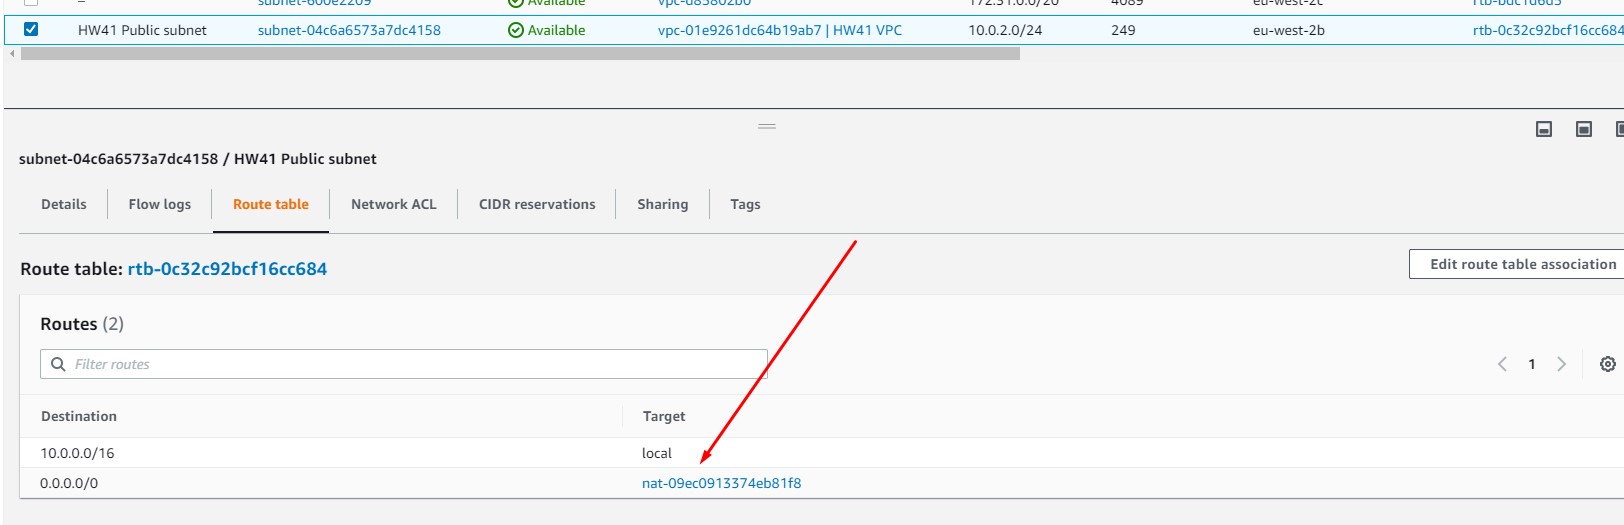 – subnet-600e2209 Available vpc-d85802b0 172.31.0.0/20 4089 eu-west-2c
HW41 Public subnet subnet-04c6a6573a7dc4158 Available vpc-01e9261dc64b19ab7 | HW41 VPC 10.0.2.0/24 249 eu-west-2b rtb-0c32c92bcf16cc684
subnet-04c6a6573a7dc4158 / HW41 Public subnet
Details Flow logs Route table Network ACL CIDR reservations Sharing Tags
Route table: rtb-0c32c92bcf16cc684
Edit route table association
Routes (2)
Filter routes
1
Destination Target
10.0.0.0/16 local
0.0.0.0/0 nat-09ec0913374eb81f8